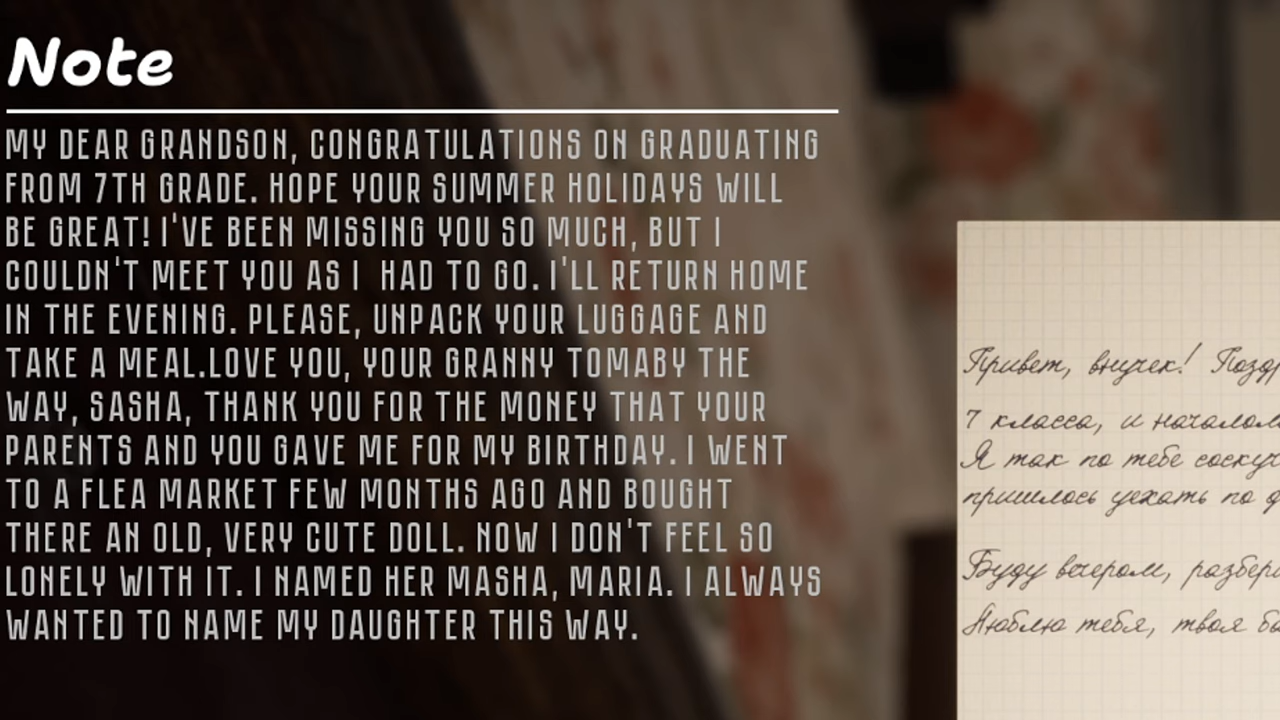 Note
MY DEAR GRANDSON, CONGRATULATIONS ON GRADUATING
FROM 7TH GRADE. HOPE YOUR SUMMER HOLIDAYS WILL
BE GREAT! I'VE BEEN MISSING YOU SO MUCH, BUT I
COULDN'T MEET YOU AS I HAD TO GO. I'LL RETURN HOME
IN THE EVENING. PLEASE, UNPACK YOUR LUGGAGE AND
TAKE A MEAL.LOVE YOU, YOUR GRANNY TOMABY THE
WAY, SASHA, THANK YOU FOR THE MONEY THAT YOUR
PARENTS AND YOU GAVE ME FOR MY BIRTHDAY. I WENT
TO A FLEA MARKET FEW MONTHS AGO AND BOUGHT
THERE AN OLD, VERY CUTE DOLL. NOW I DON'T FEEL SO
LONELY WITH IT. I NAMED HER MASHA, MARIA. I ALWAYS
WANTED TO NAME MY DAUGHTER THIS WAY.
Привет, внучек!
7 класса, и
Я так по тебе
пришлось уехать по
Буду вечером,
Люблю тебя, твоя